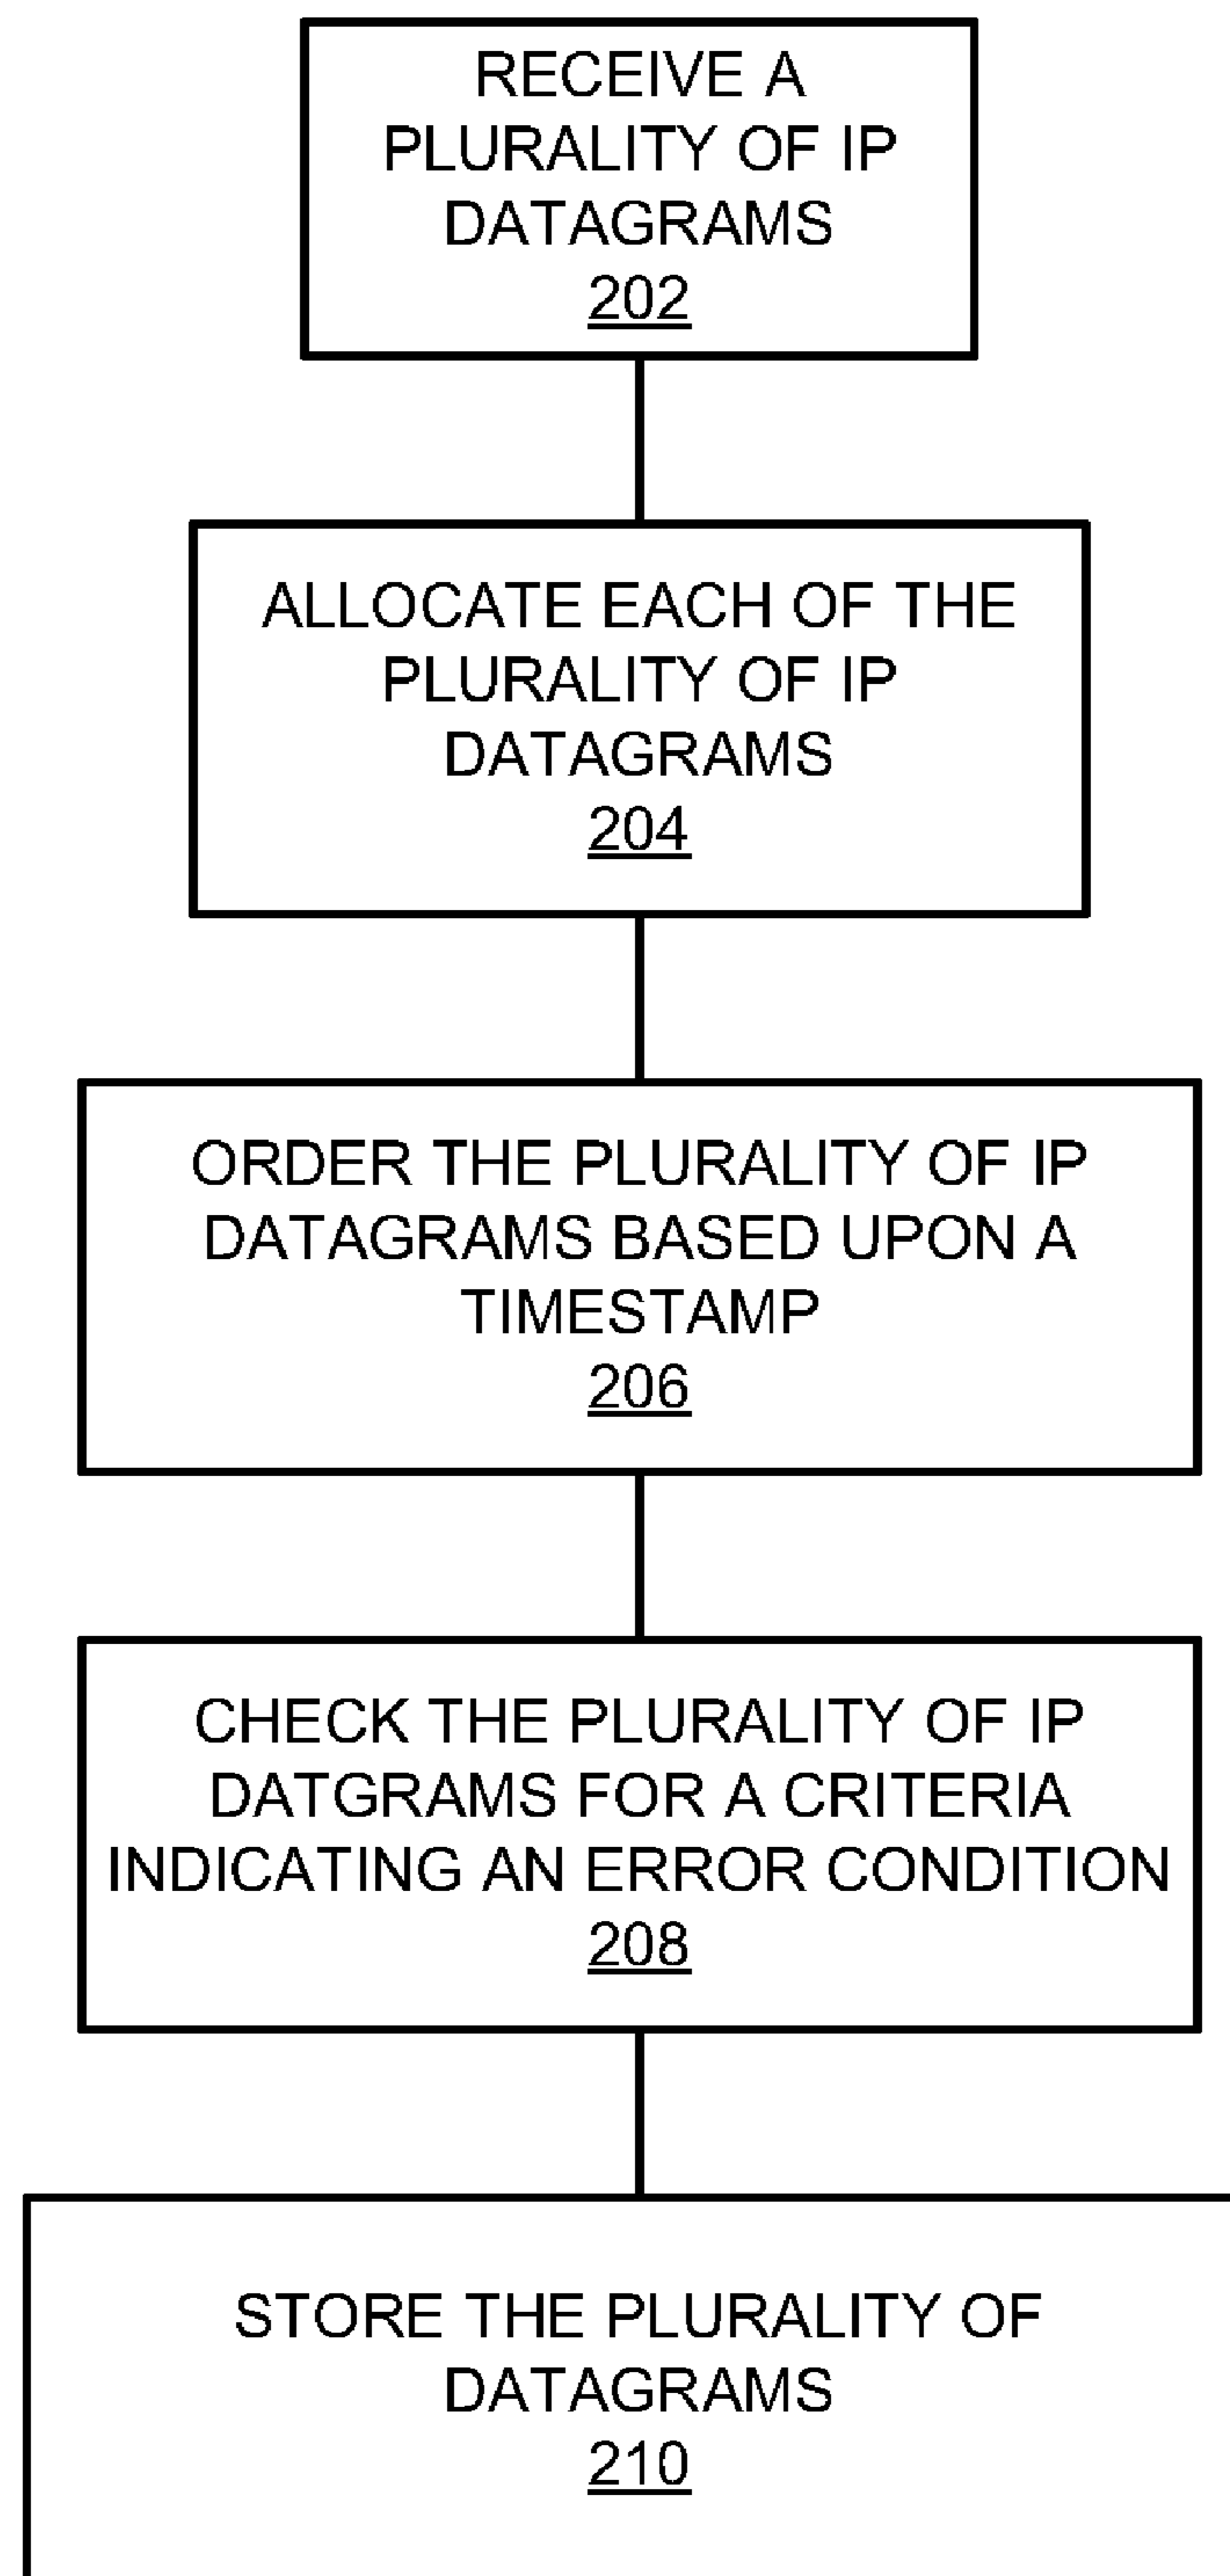 RECEIVE A
PLURALITY OF IP
DATAGRAMS
202
ALLOCATE EACH OF THE
PLURALITY OF IP
DATAGRAMS
204
ORDER THE PLURALITY OF IP
DATAGRAMS BASED UPON A
TIMESTAMP
206
CHECK THE PLURALITY OF IP
DATGRAMS FOR A CRITERIA
INDICATING AN ERROR CONDITION
208
STORE THE PLURALITY OF
DATAGRAMS
210